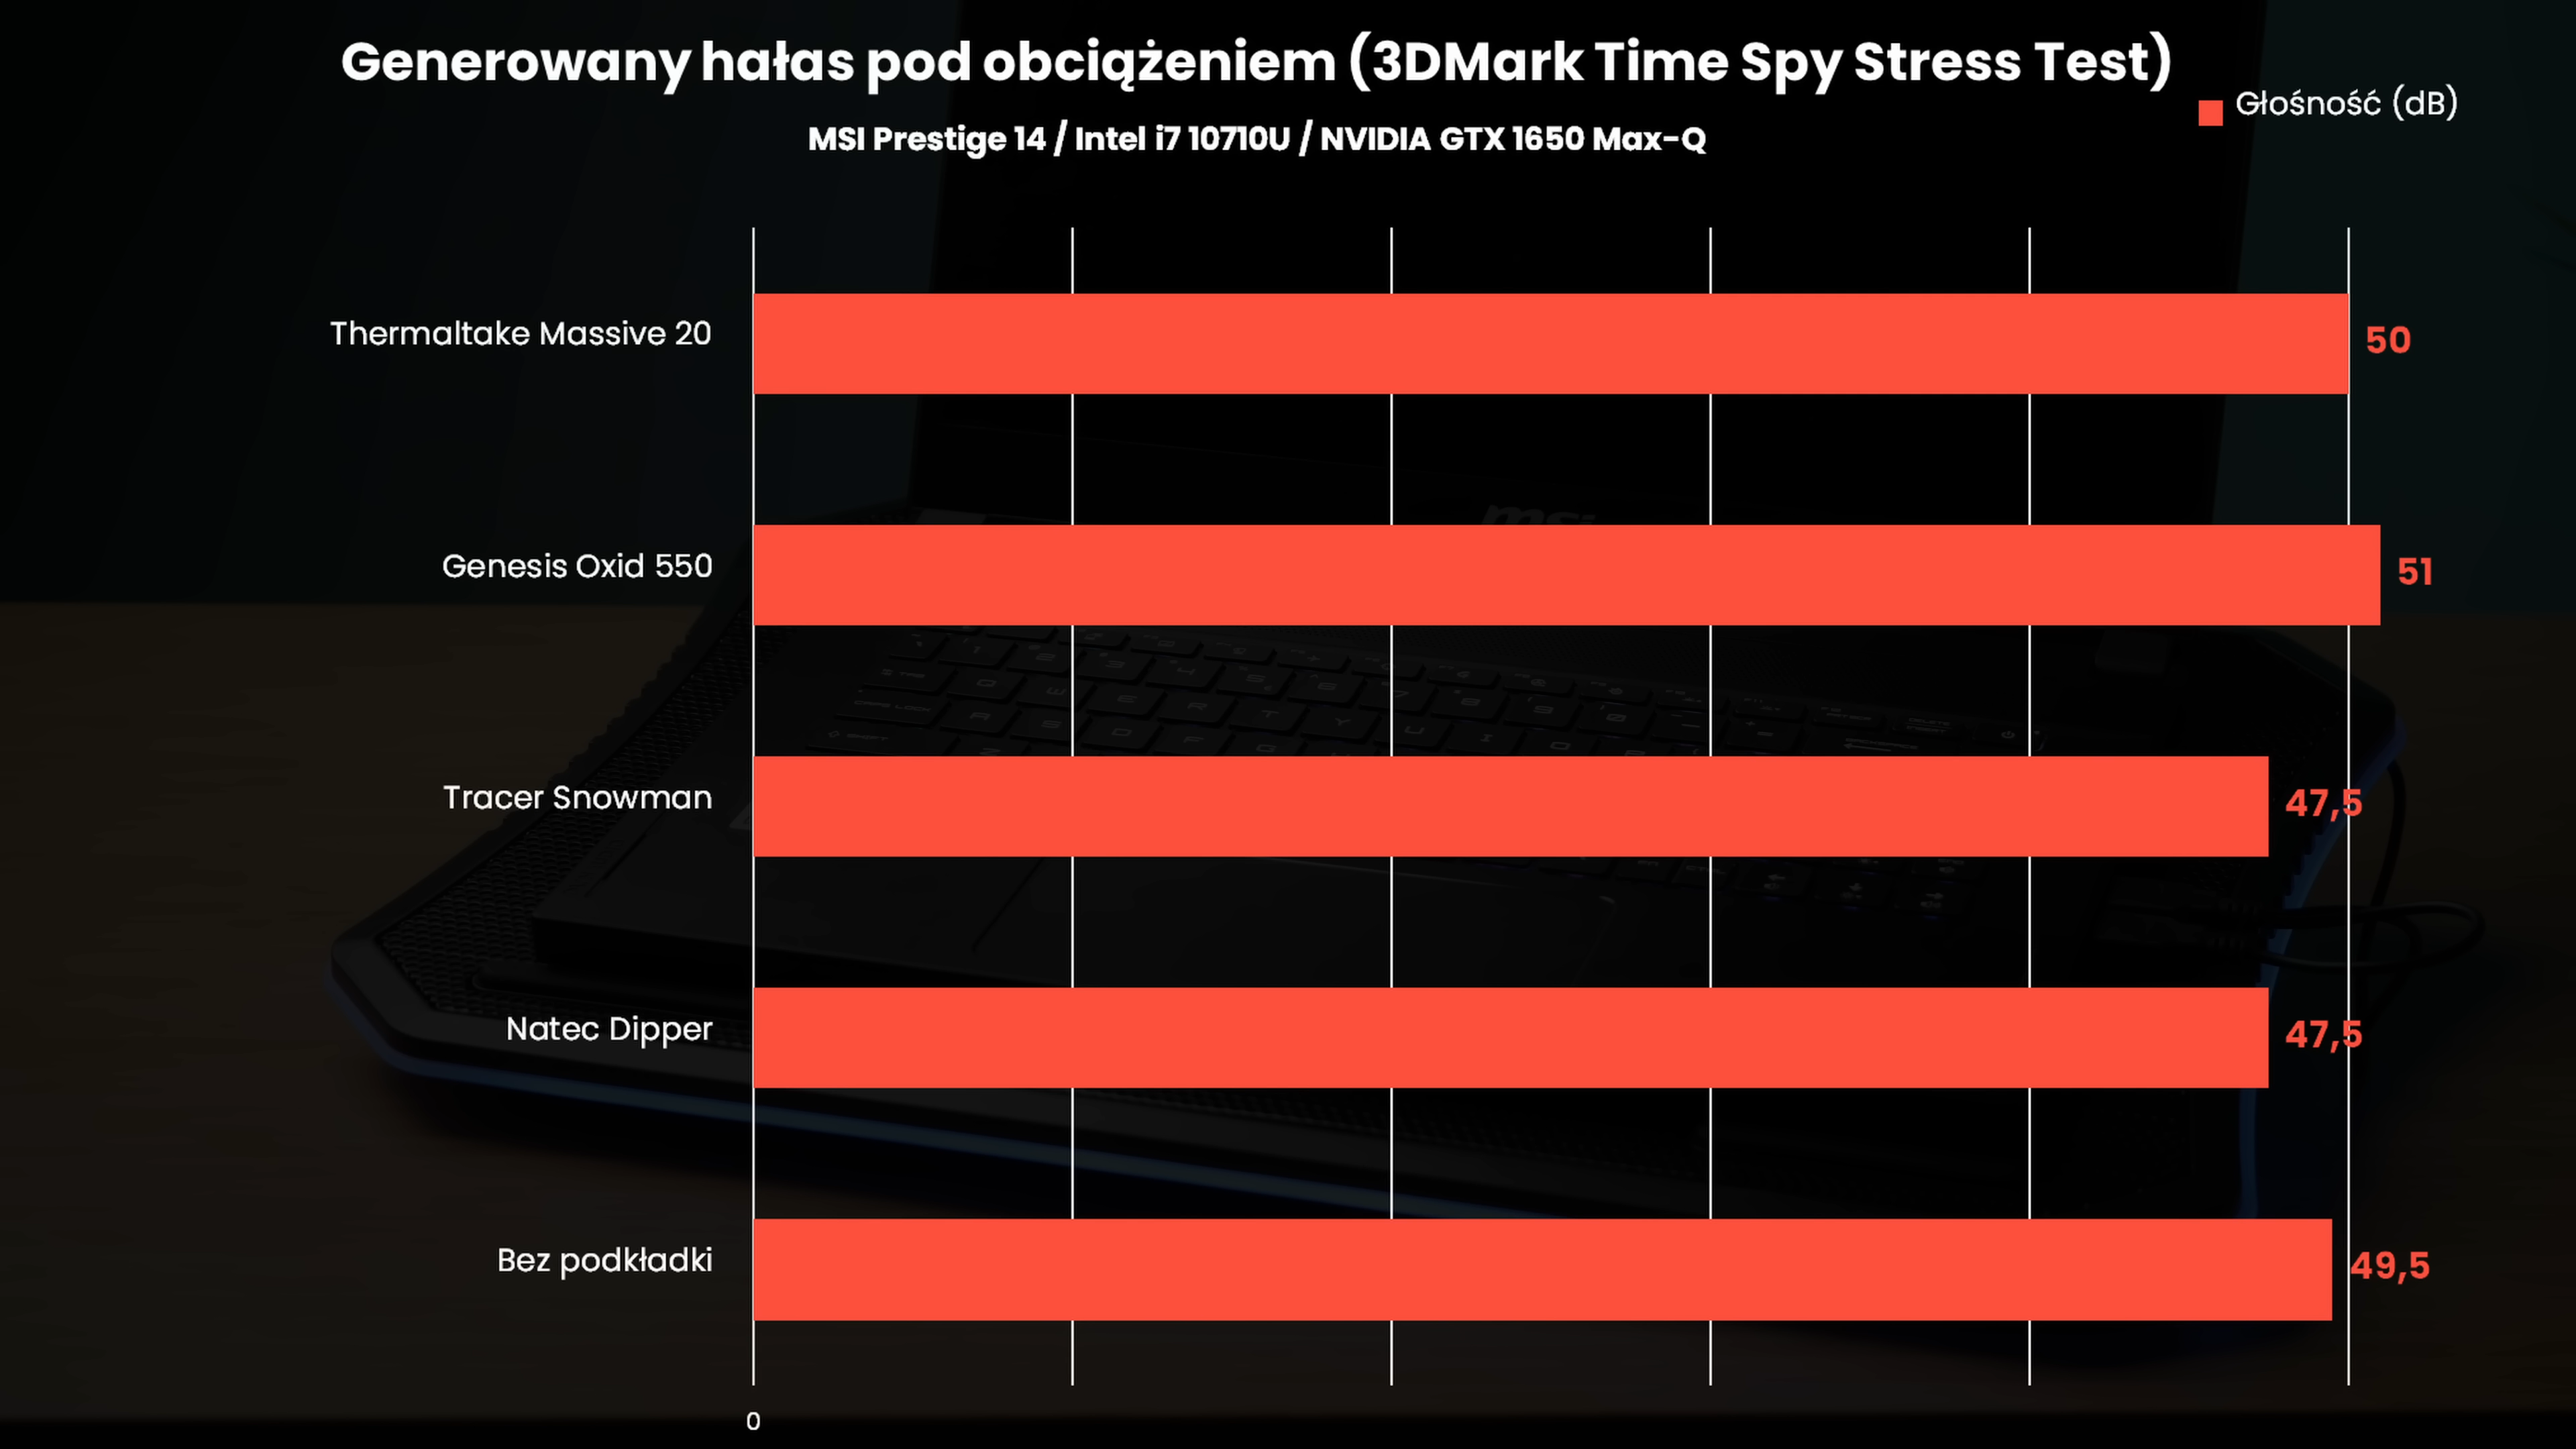 Generowany hałas pod obciążeniem (3DMark Time Spy Stress Test)
Głośność (dB)
MSI Prestige 14 / Intel i7 10710U / NVIDIA GTX 1650 Max-Q
Thermaltake Massive 20
50
Genesis Oxid 550
51
Tracer Snowman
47,5
Natec Dipper
47,5
Bez podkładki
49,5
0
msi